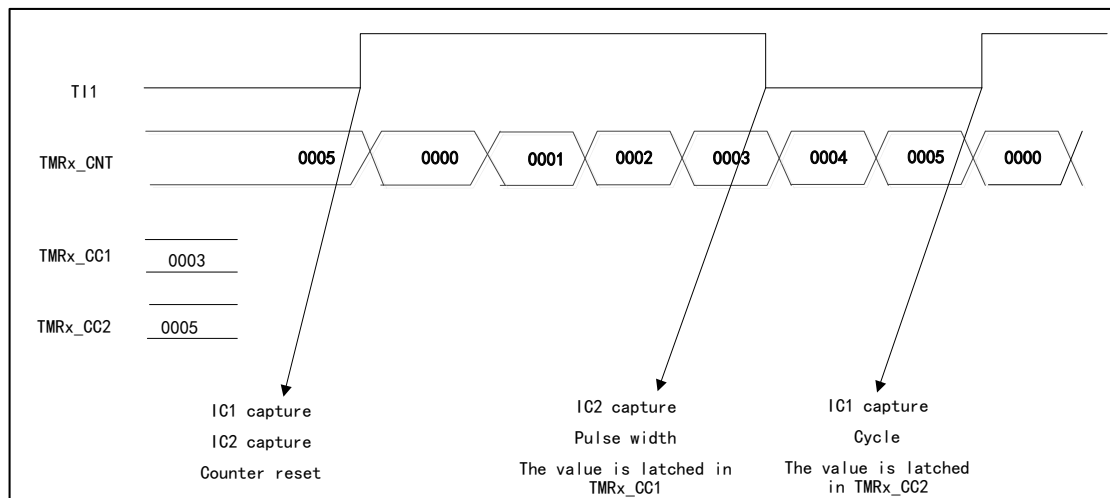 TI1
TMRx_CNT
0005 0000 0001 0002 0003 0004 0005 0000
TMRx_CC1
0003
TMRx_CC2
0005
IC1 capture
IC2 capture
Counter reset
IC2 capture
Pulse width
The value is latched in
TMRx_CC1
IC1 capture
Cycle
The value is latched
in TMRx_CC2